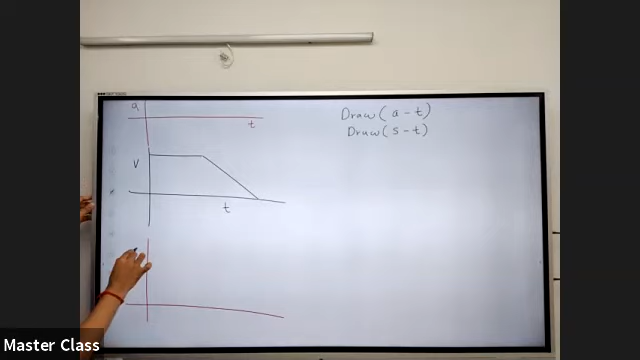 a
t
Draw (a - t)
Draw (s - t)
V
t
Master Class